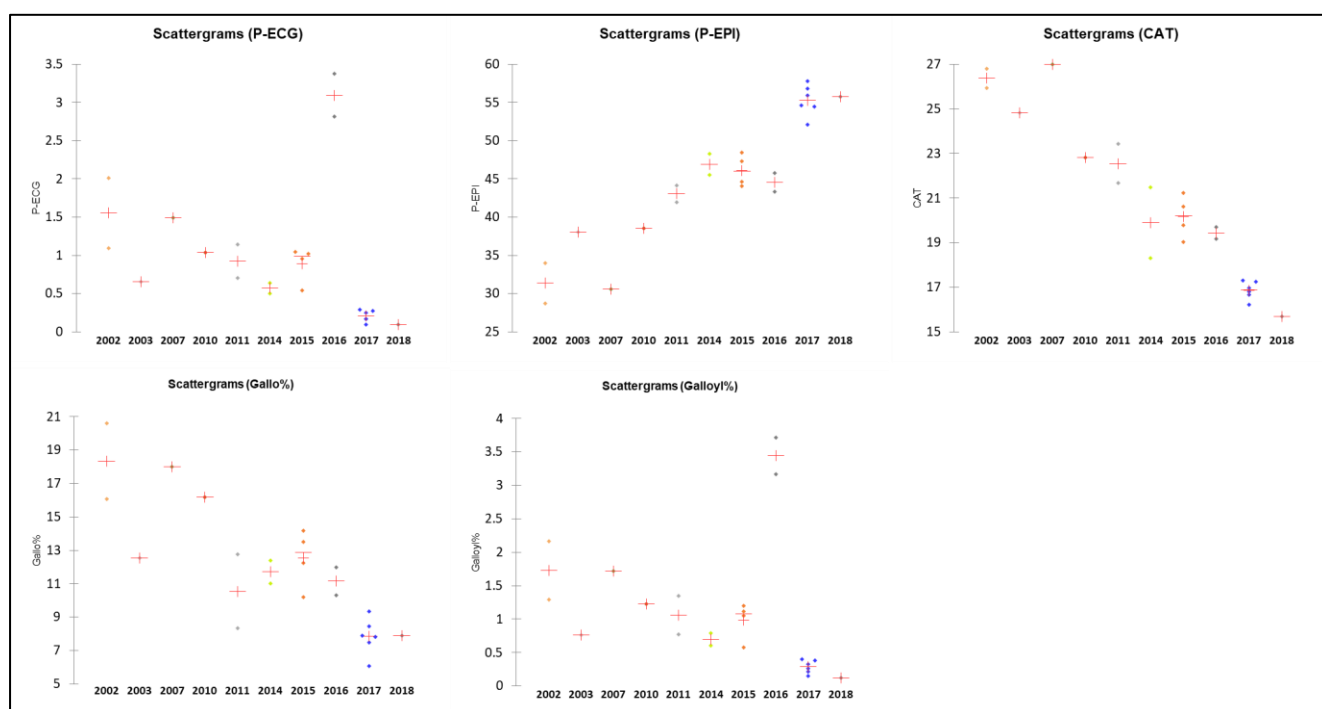 Scattergrams (P-ECG)
3.5
3
2.5
2
1.5
1
0.5
0
P-ECG
2002 2003 2007 2010 2011 2014 2015 2016 2017 2018
Scattergrams (P-EPI)
60
55
50
45
40
35
30
25
P-EPI
2002 2003 2007 2010 2011 2014 2015 2016 2017 2018
Scattergrams (CAT)
27
25
23
21
19
17
15
CAT
2002 2003 2007 2010 2011 2014 2015 2016 2017 2018
Scattergrams (Gallo%)
21
19
17
15
13
11
9
7
5
Gallo%
2002 2003 2007 2010 2011 2014 2015 2016 2017 2018
Scattergrams (Galloyl%)
4
3.5
3
2.5
2
1.5
1
0.5
0
Galloyl%
2002 2003 2007 2010 2011 2014 2015 2016 2017 2018